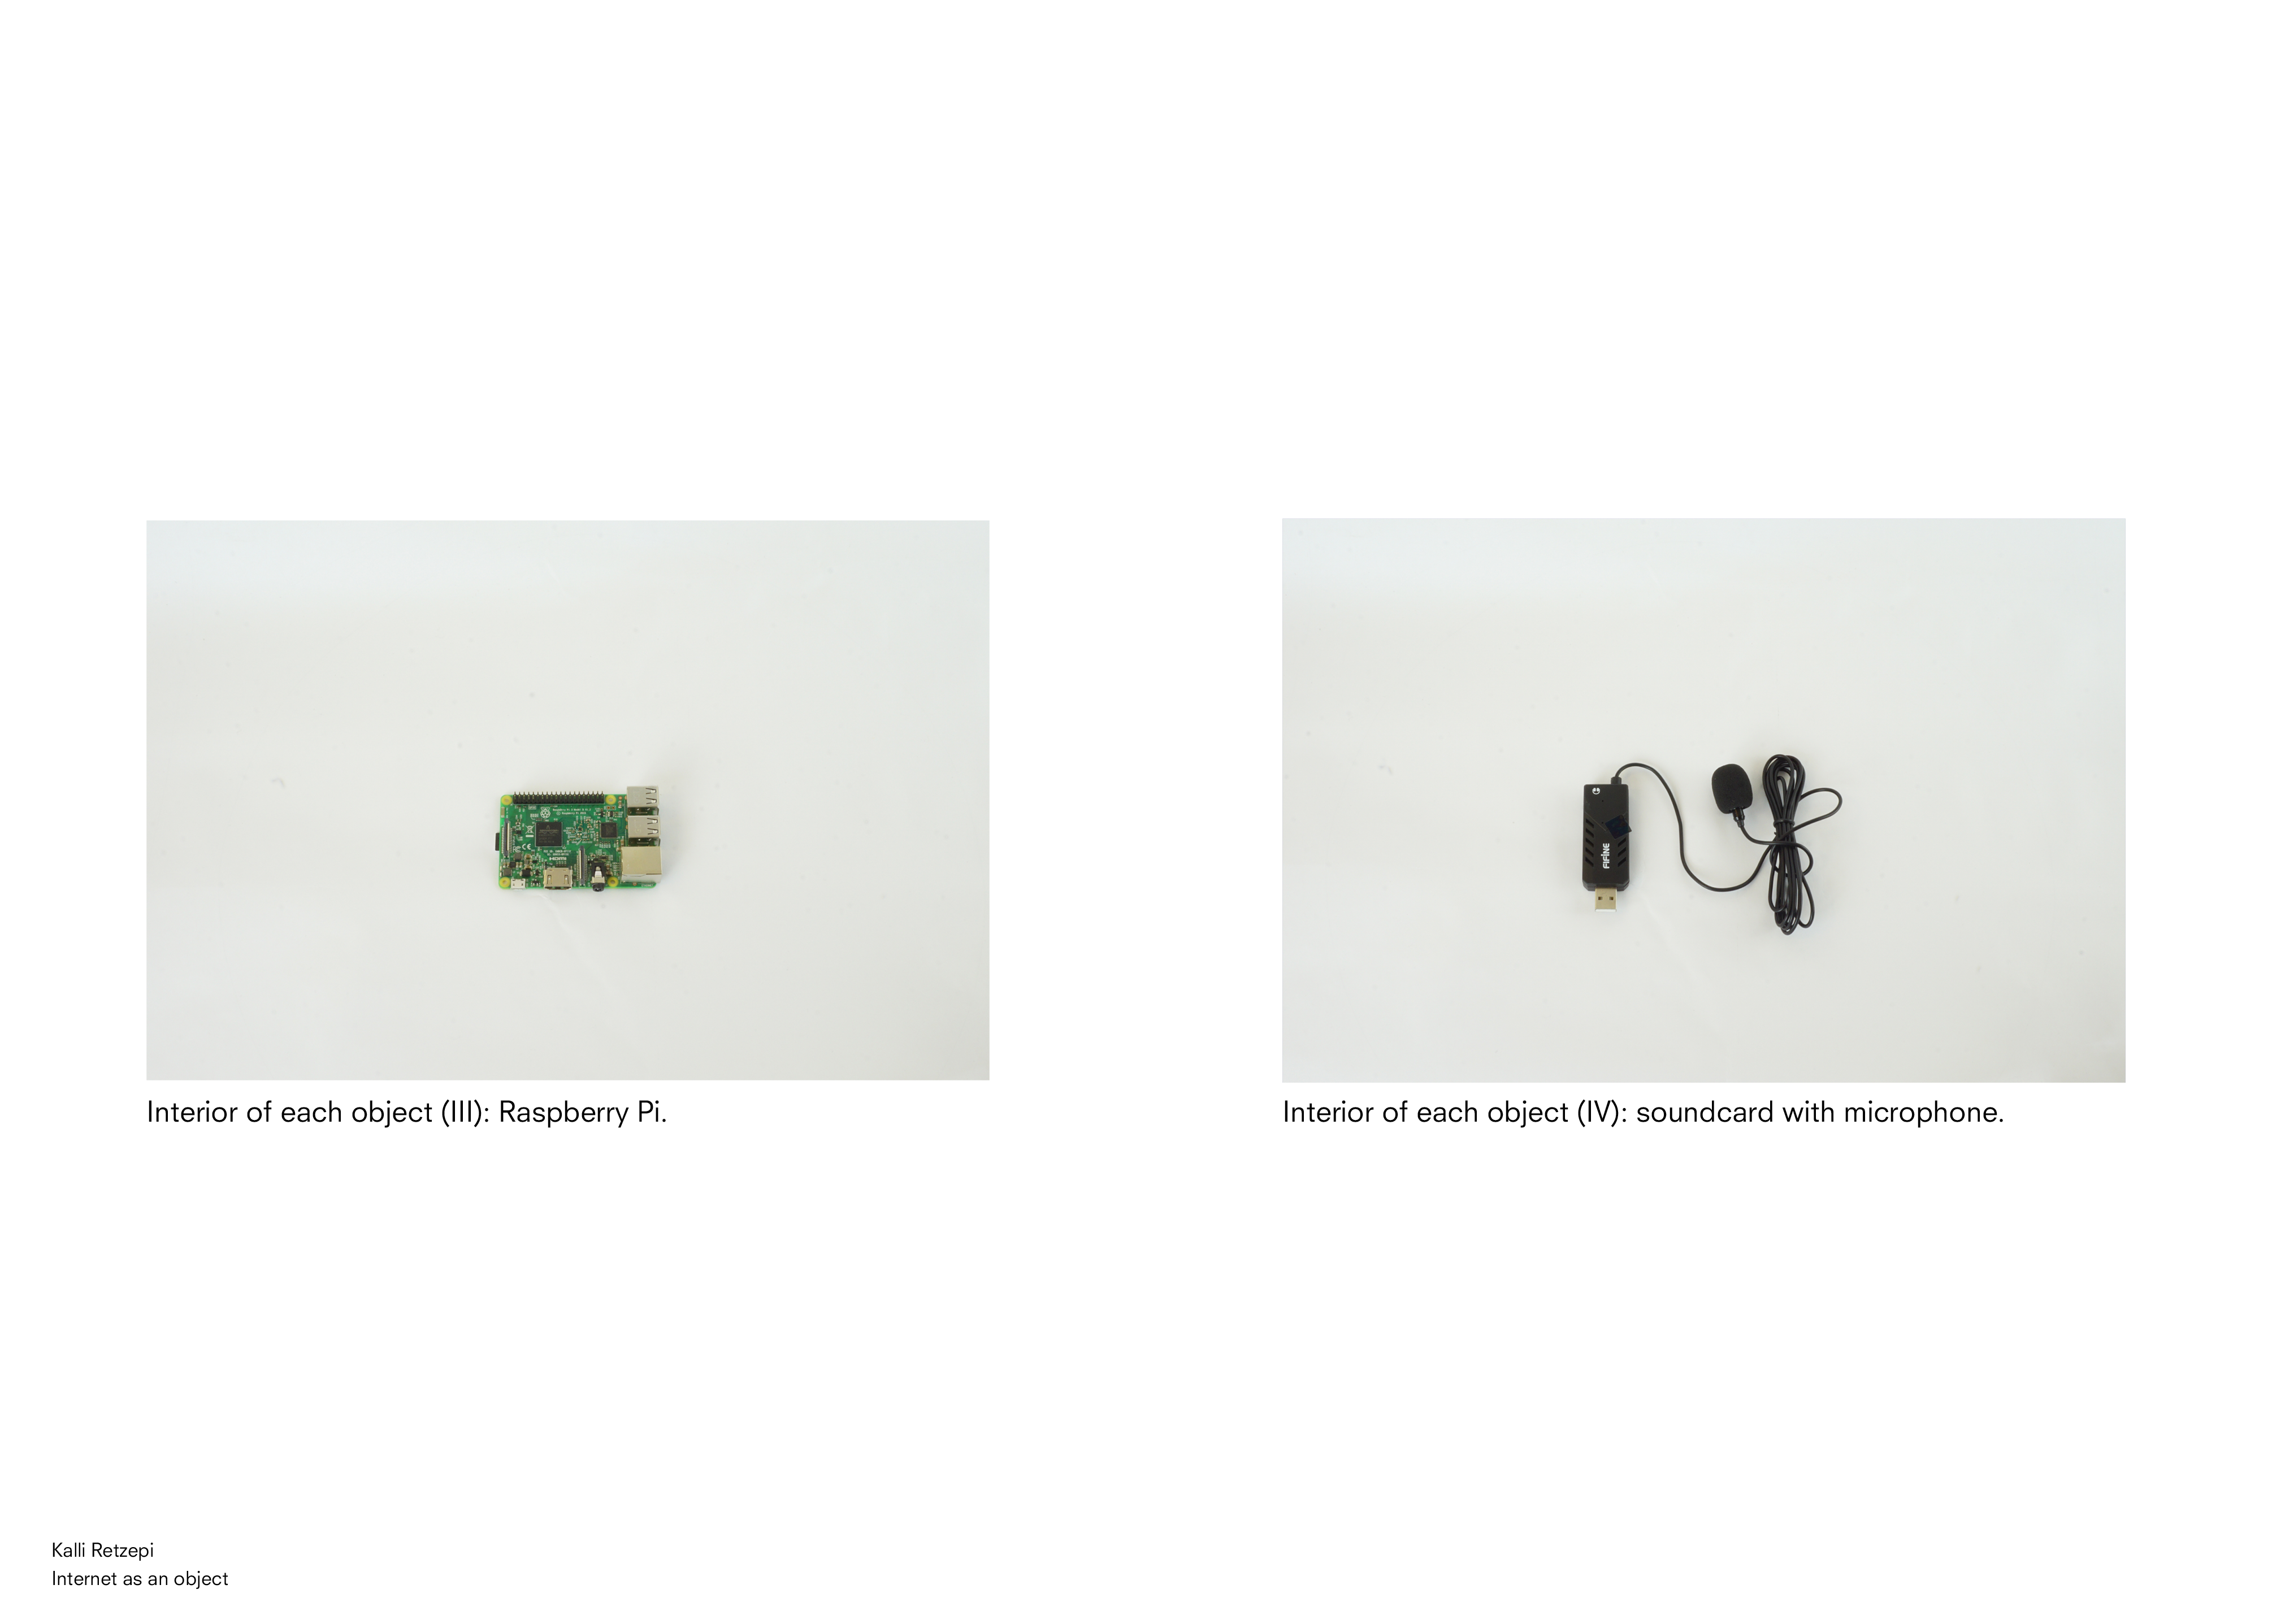 FIFINE
Interior of each object (III): Raspberry Pi.
Interior of each object (IV): soundcard with microphone.
Kalli Retzepi
Internet as an object